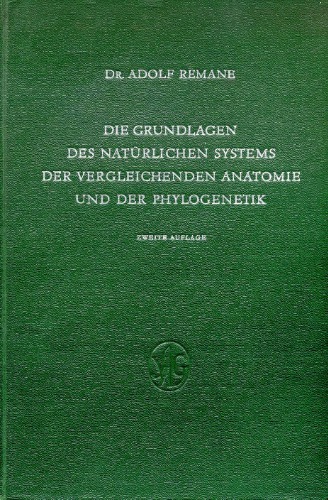 DR. ADOLF REMANE
DIE GRUNDLAGEN
DES NATÜRLICHEN SYSTEMS
DER VERGLEICHENDEN ANATOMIE
UND DER PHYLOGENETIK
ZWEITE AUFLAGE